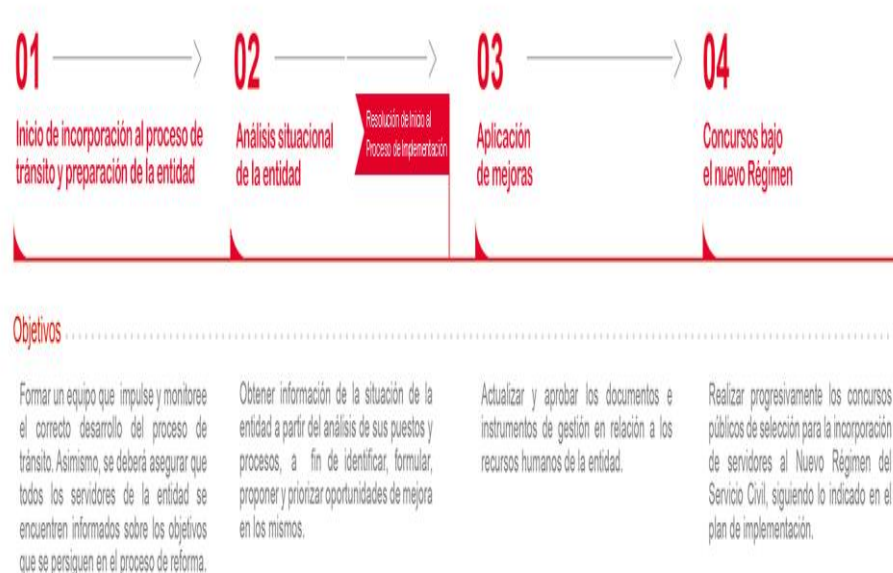 01
Inicio de incorporación al proceso de
tránsito y preparación de la entidad
02
Análisis situacional
de la entidad
Resolución de Inicio al
Proceso de Implementación
03
Aplicación
de mejoras
04
Concursos bajo
el nuevo Régimen
Objetivos
Formar un equipo que impulse y monitoree
el correcto desarrollo del proceso de
tránsito. Asimismo, se deberá asegurar que
todos los servidores de la entidad se
encuentren informados sobre los objetivos
que se persiguen en el proceso de reforma.
Obtener información de la situación de la
entidad a partir del análisis de sus puestos y
procesos, a fin de identificar, formular,
proponer y priorizar oportunidades de mejora
en los mismos.
Actualizar y aprobar los documentos e
instrumentos de gestión en relación a los
recursos humanos de la entidad.
Realizar progresivamente los concursos
públicos de selección para la incorporación
de servidores al Nuevo Régimen del
Servicio Civil, siguiendo lo indicado en el
plan de implementación.